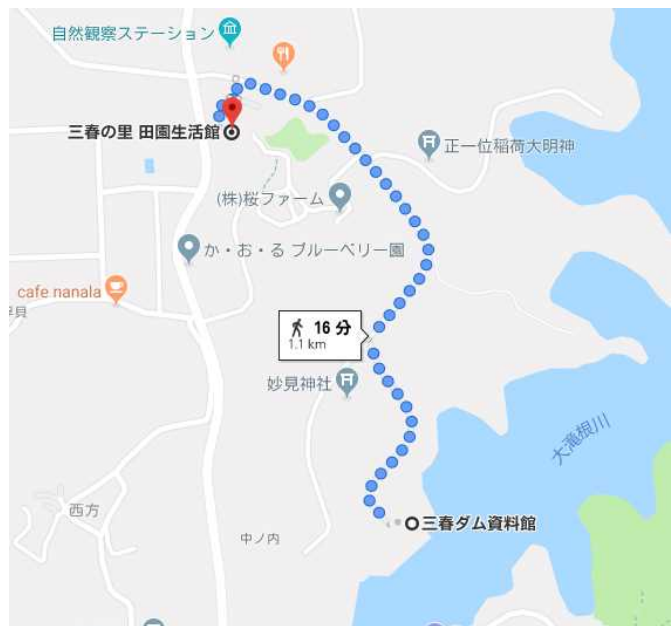 自然観察ステーション
三春の里 田園生活館
正一位稲荷大明神
(株)桜ファーム
か・お・る ブルーベリー園
cafe nanala
16 分
1.1 km
妙見神社
大滝根川
西方
三春ダム資料館
中ノ内